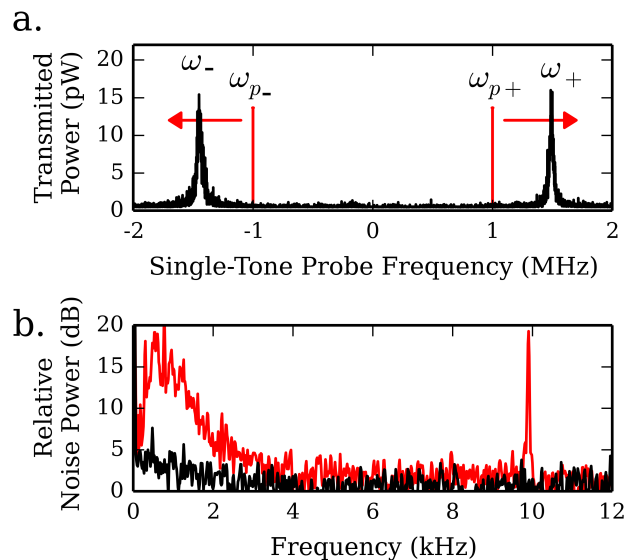 a.
Transmitted
Power (pW)
20
15
10
5
0
ω₋
ωₚ₋
ωₚ₊
ω₊
-2 -1 0 1 2
Single-Tone Probe Frequency (MHz)
b.
Relative
Noise Power (dB)
20
15
10
5
0
0 2 4 6 8 10 12
Frequency (kHz)